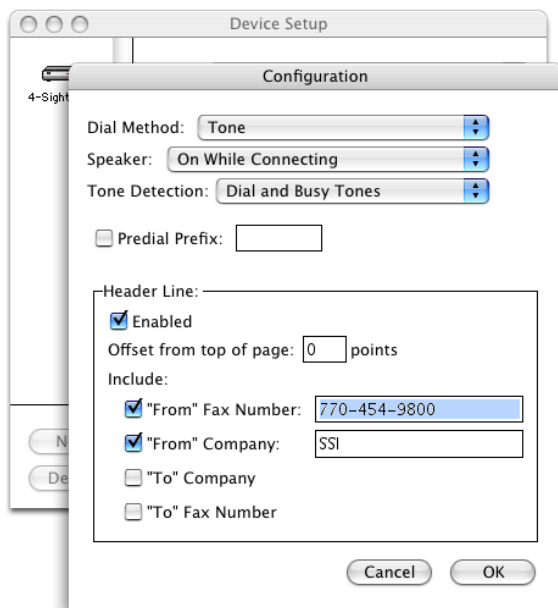 Device Setup
4-Sight
Configuration
Dial Method: Tone
Speaker: On While Connecting
Tone Detection: Dial and Busy Tones
Predial Prefix:
Header Line:
Enabled
Offset from top of page: 0 points
Include:
"From" Fax Number: 770-454-9800
"From" Company: SSI
"To" Company
"To" Fax Number
N
De
Cancel OK